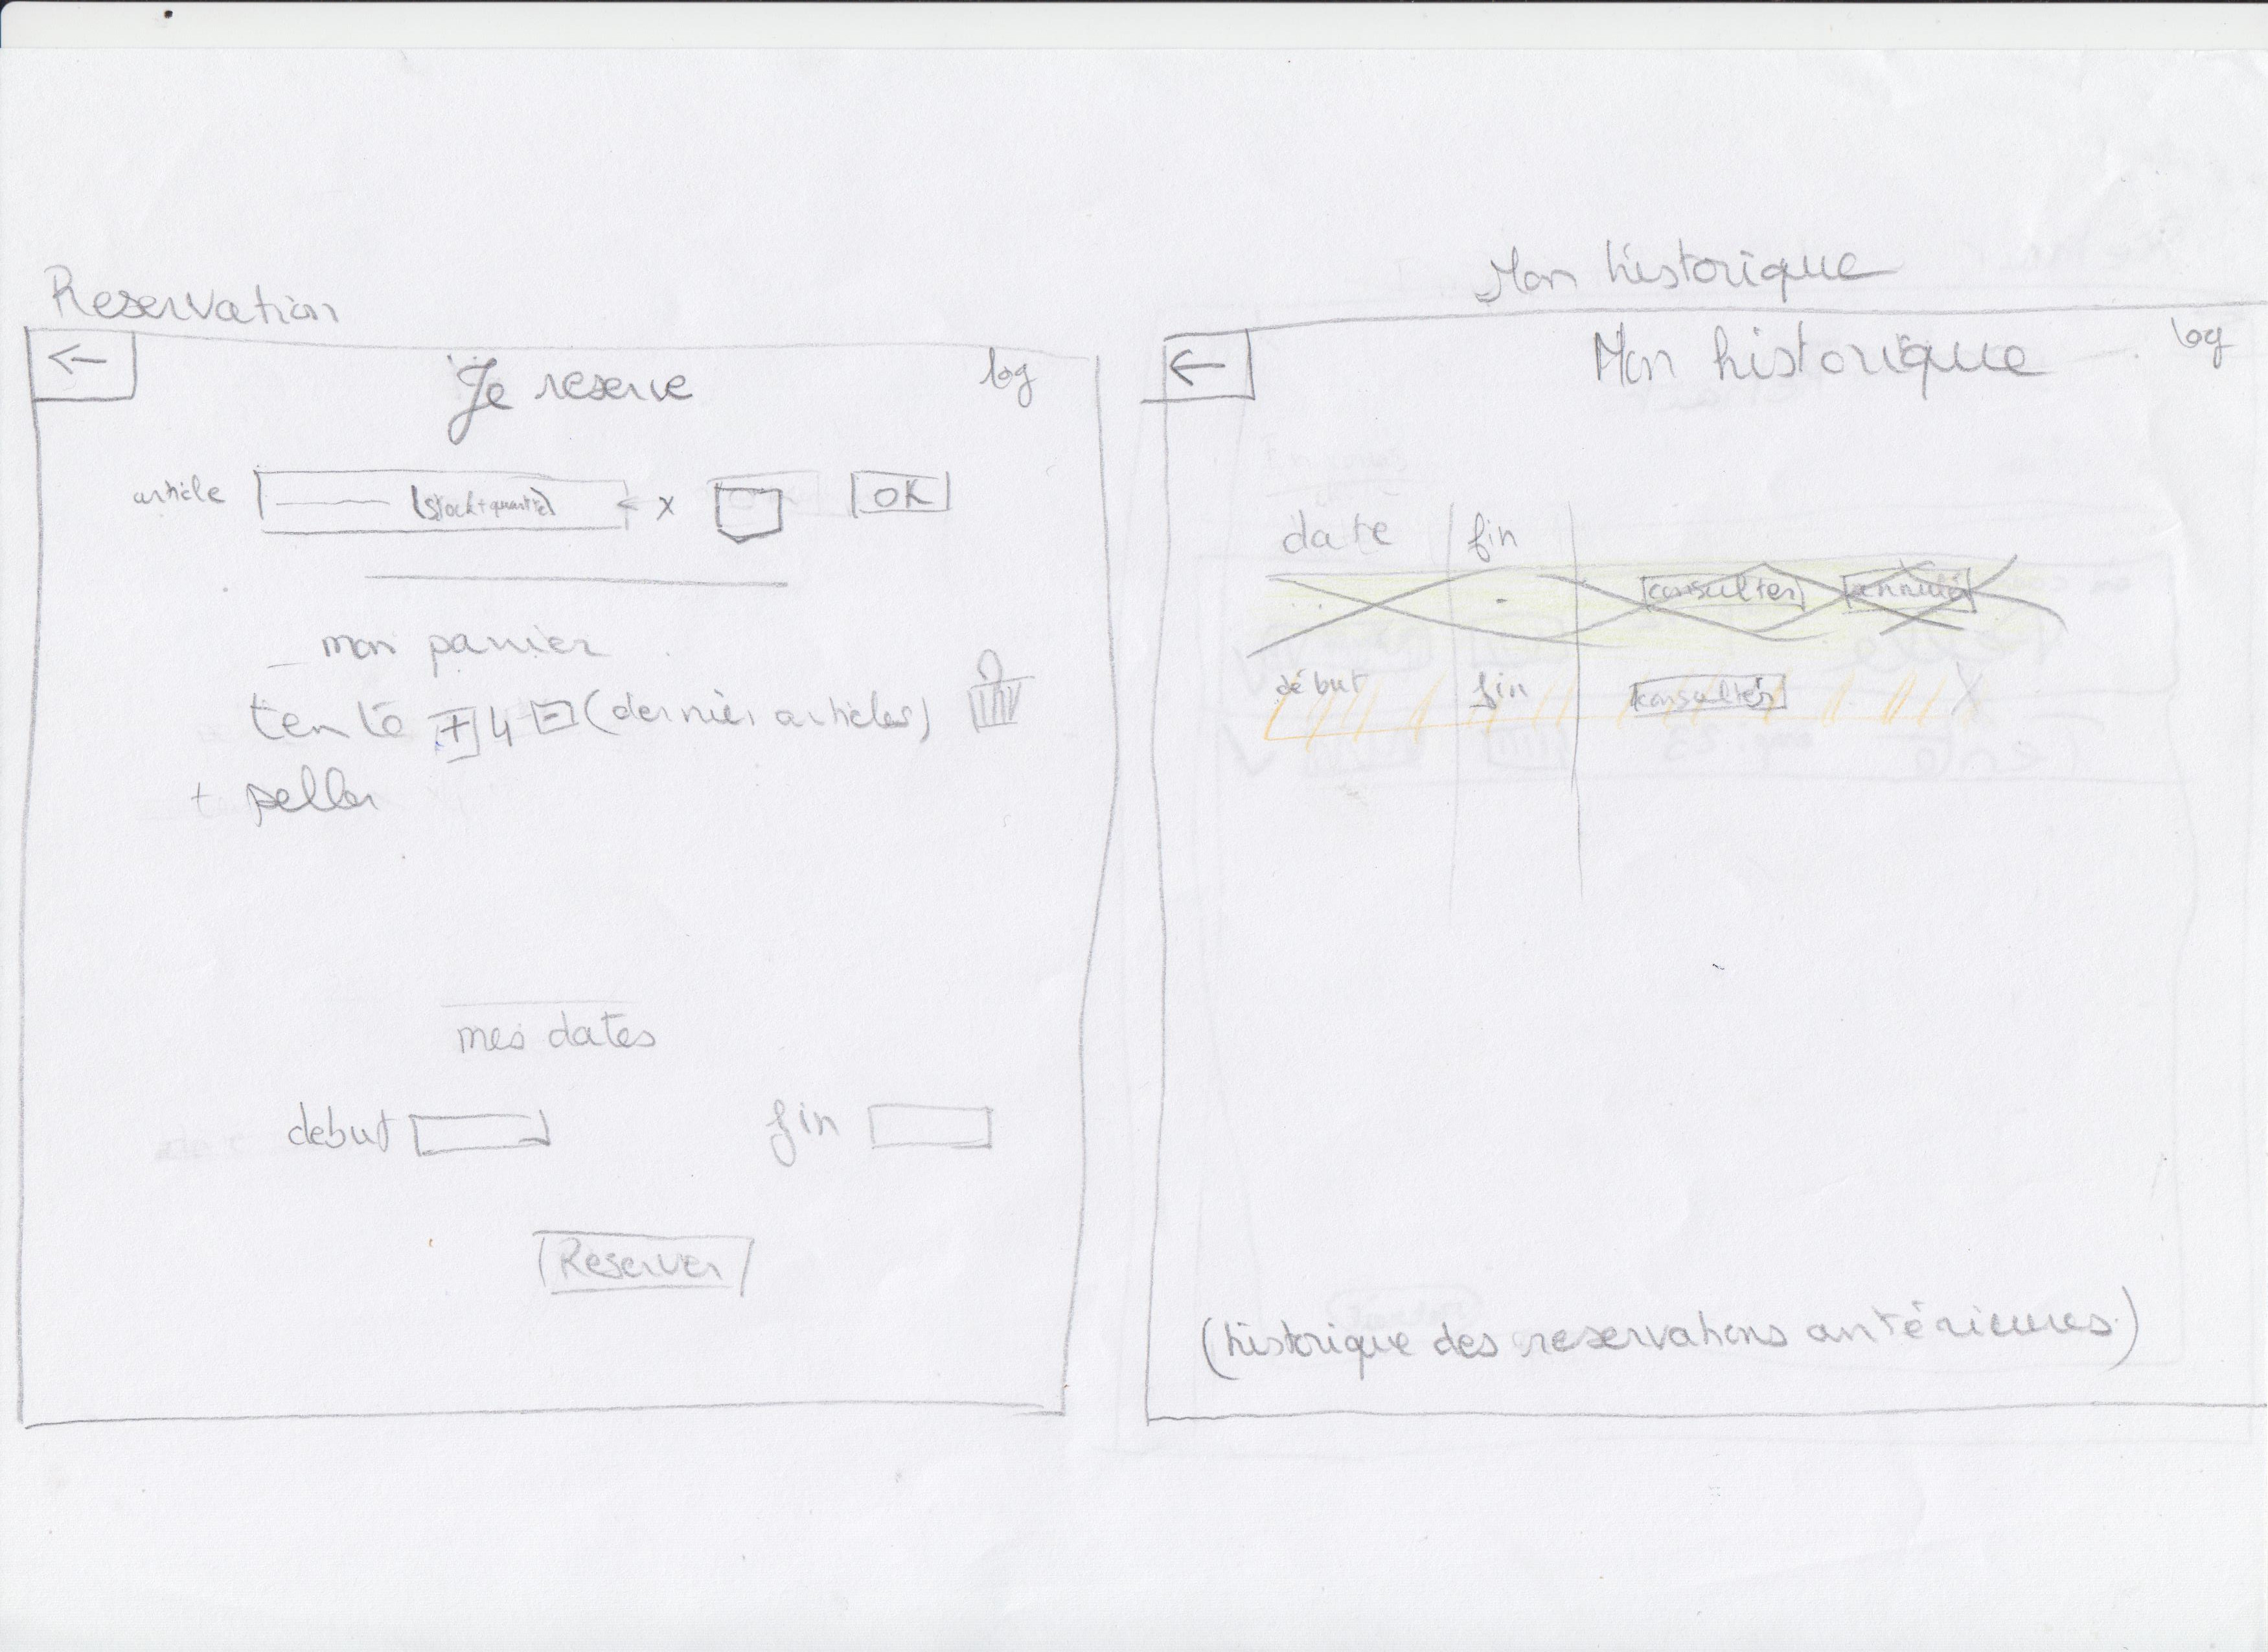 Reservation
←
Je reserve
log
article (stock+quantité) x OK
mon panier
tente + 4 - (dernier articles)
+ pelles
mes dates
debut fin
Reserver
Mon historique
←
Mon historique
log
date fin
consulter annuler
début fin consulter X
(historique des reservations antérieures)